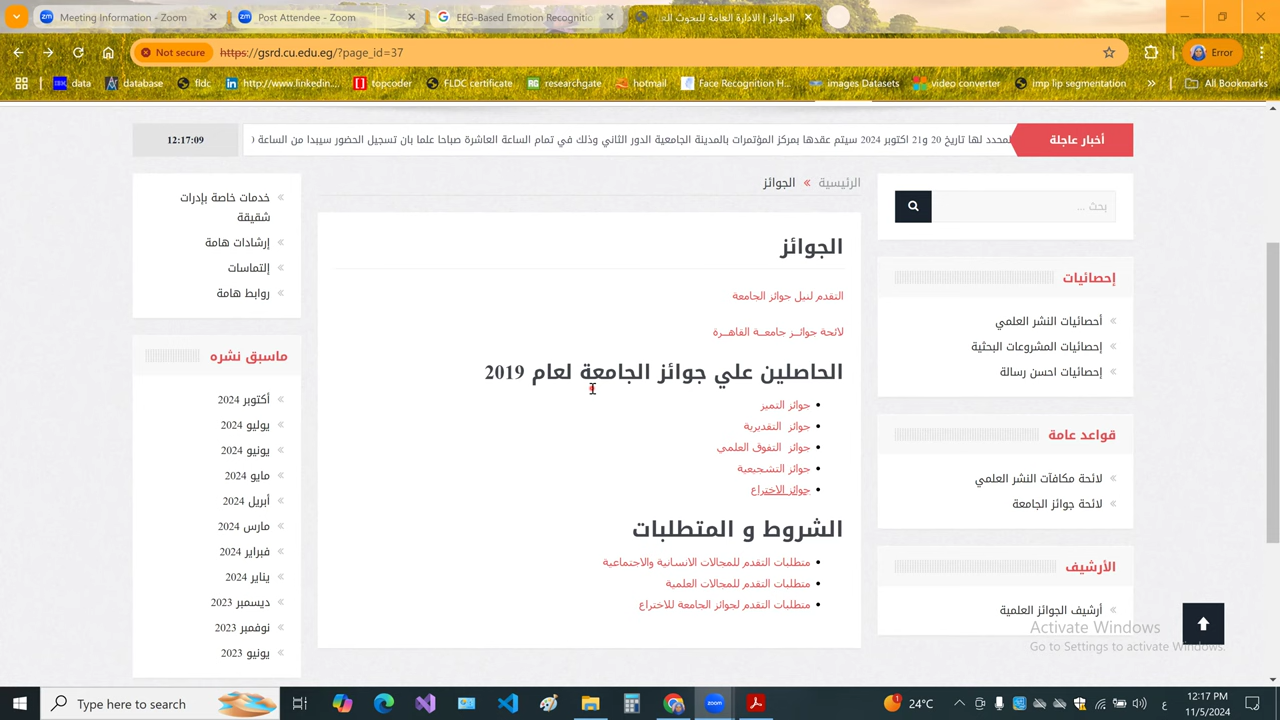 Meeting Information - Zoom
Post Attendee - Zoom
EEG-Based Emotion Recognitio
الجوائز | الادارة العامة للبحوث الع
Not secure
https://gsrd.cu.edu.eg/?page_id=37
Error
data
database
fldc
http://www.linkedin....
topcoder
FLDC certificate
researchgate
hotmail
Face Recognition H...
images Datasets
video converter
imp lip segmentation
All Bookmarks
أخبار عاجلة
لمحدد لها تاريخ 20 و21 اكتوبر 2024 سيتم عقدها بمركز المؤتمرات بالمدينة الجامعية الدور الثاني وذلك في تمام الساعة العاشرة صباحا علما بان تسجيل الحضور سيبدا من الساعة
12:17:09
بحث ...
إحصائيات
أحصائيات النشر العلمي
إحصائيات المشروعات البحثية
إحصائيات احسن رسالة
قواعد عامة
لائحة مكافآت النشر العلمي
لائحة جوائز الجامعة
الأرشيف
أرشيف الجوائز العلمية
الرئيسية » الجوائز
الجوائز
التقدم لنيل جوائز الجامعة
لائحة جوائــز جامعــة القاهــرة
الحاصلين علي جوائز الجامعة لعام 2019
جوائز التميز
جوائز التقديرية
جوائز التفوق العلمي
جوائز التشجيعية
جوائز الاختراع
الشروط و المتطلبات
متطلبات التقدم للمجالات الانسانية والاجتماعية
متطلبات التقدم للمجالات العلمية
متطلبات التقدم لجوائز الجامعة للاختراع
خدمات خاصة بإدرات
شقيقة
إرشادات هامة
إلتماسات
روابط هامة
ماسبق نشره
أكتوبر 2024
يوليو 2024
يونيو 2024
مايو 2024
أبريل 2024
مارس 2024
فبراير 2024
يناير 2024
ديسمبر 2023
نوفمبر 2023
يونيو 2023
Activate Windows
Go to Settings to activate Windows.
Type here to search
zoom
1
24°C
12:17 PM
11/5/2024